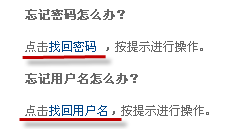 忘记密码怎么办？
点击找回密码 ，按提示进行操作。
忘记用户名怎么办？
点击找回用户名，按提示进行操作。